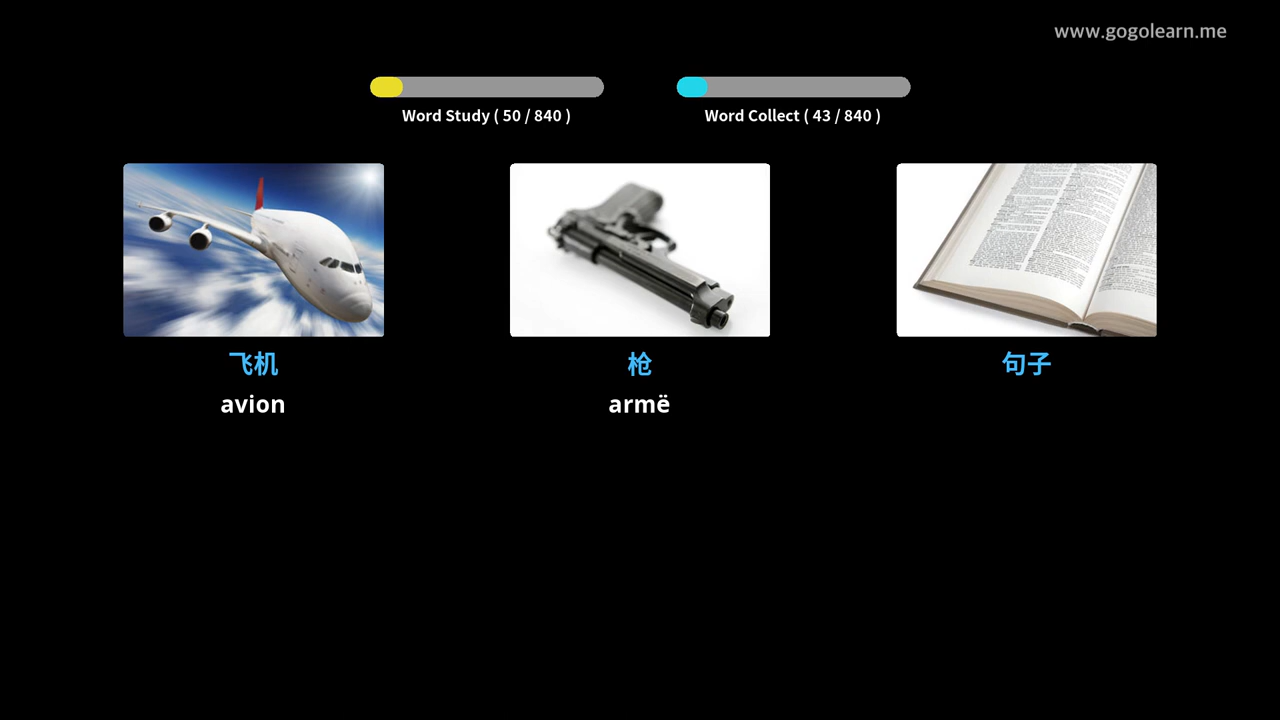 www.gogolearn.me
Word Study ( 50 / 840 )
Word Collect ( 43 / 840 )
飞机
枪
句子
avion
armë